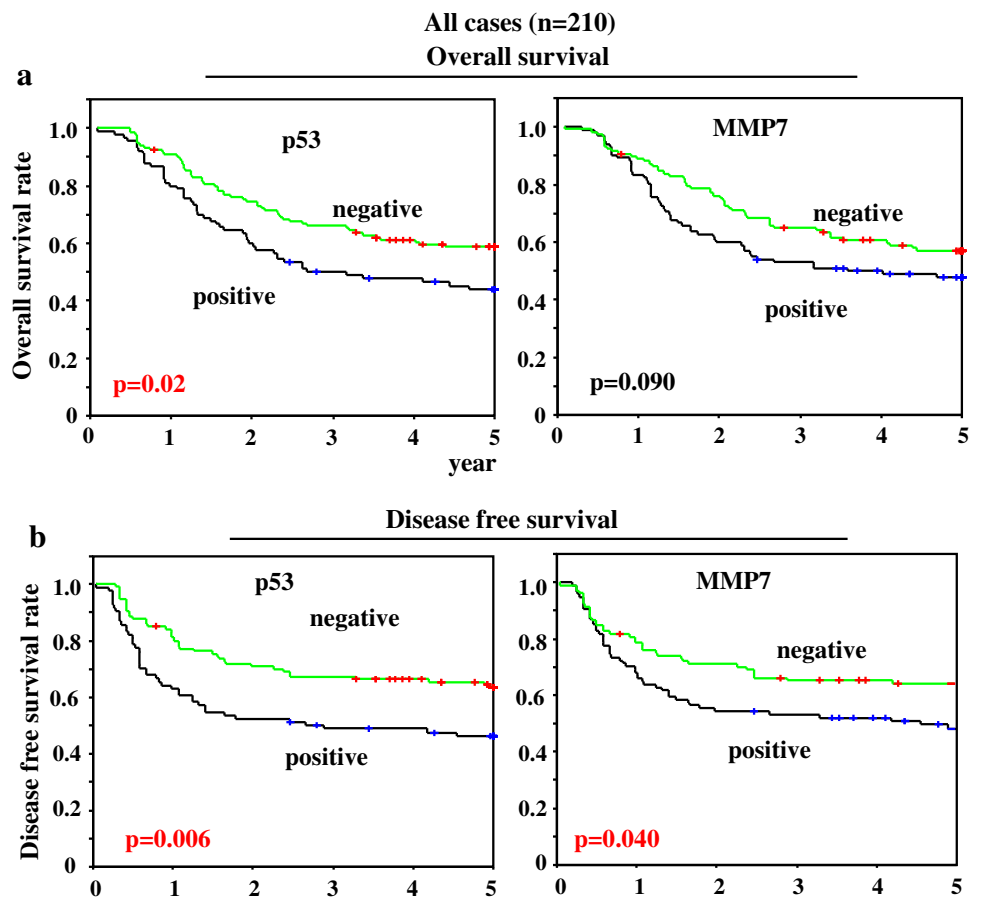 All cases (n=210)
Overall survival
a
p53
MMP7
Overall survival rate
1.0
0.8
0.6
0.4
0.2
0
negative
positive
p=0.02
0 1 2 3 4 5
year
1.0
0.8
0.6
0.4
0.2
0
negative
positive
p=0.090
0 1 2 3 4 5
Disease free survival
b
p53
MMP7
Disease free survival rate
1.0
0.8
0.6
0.4
0.2
0
negative
positive
p=0.006
0 1 2 3 4 5
1.0
0.8
0.6
0.4
0.2
0
negative
positive
p=0.040
0 1 2 3 4 5